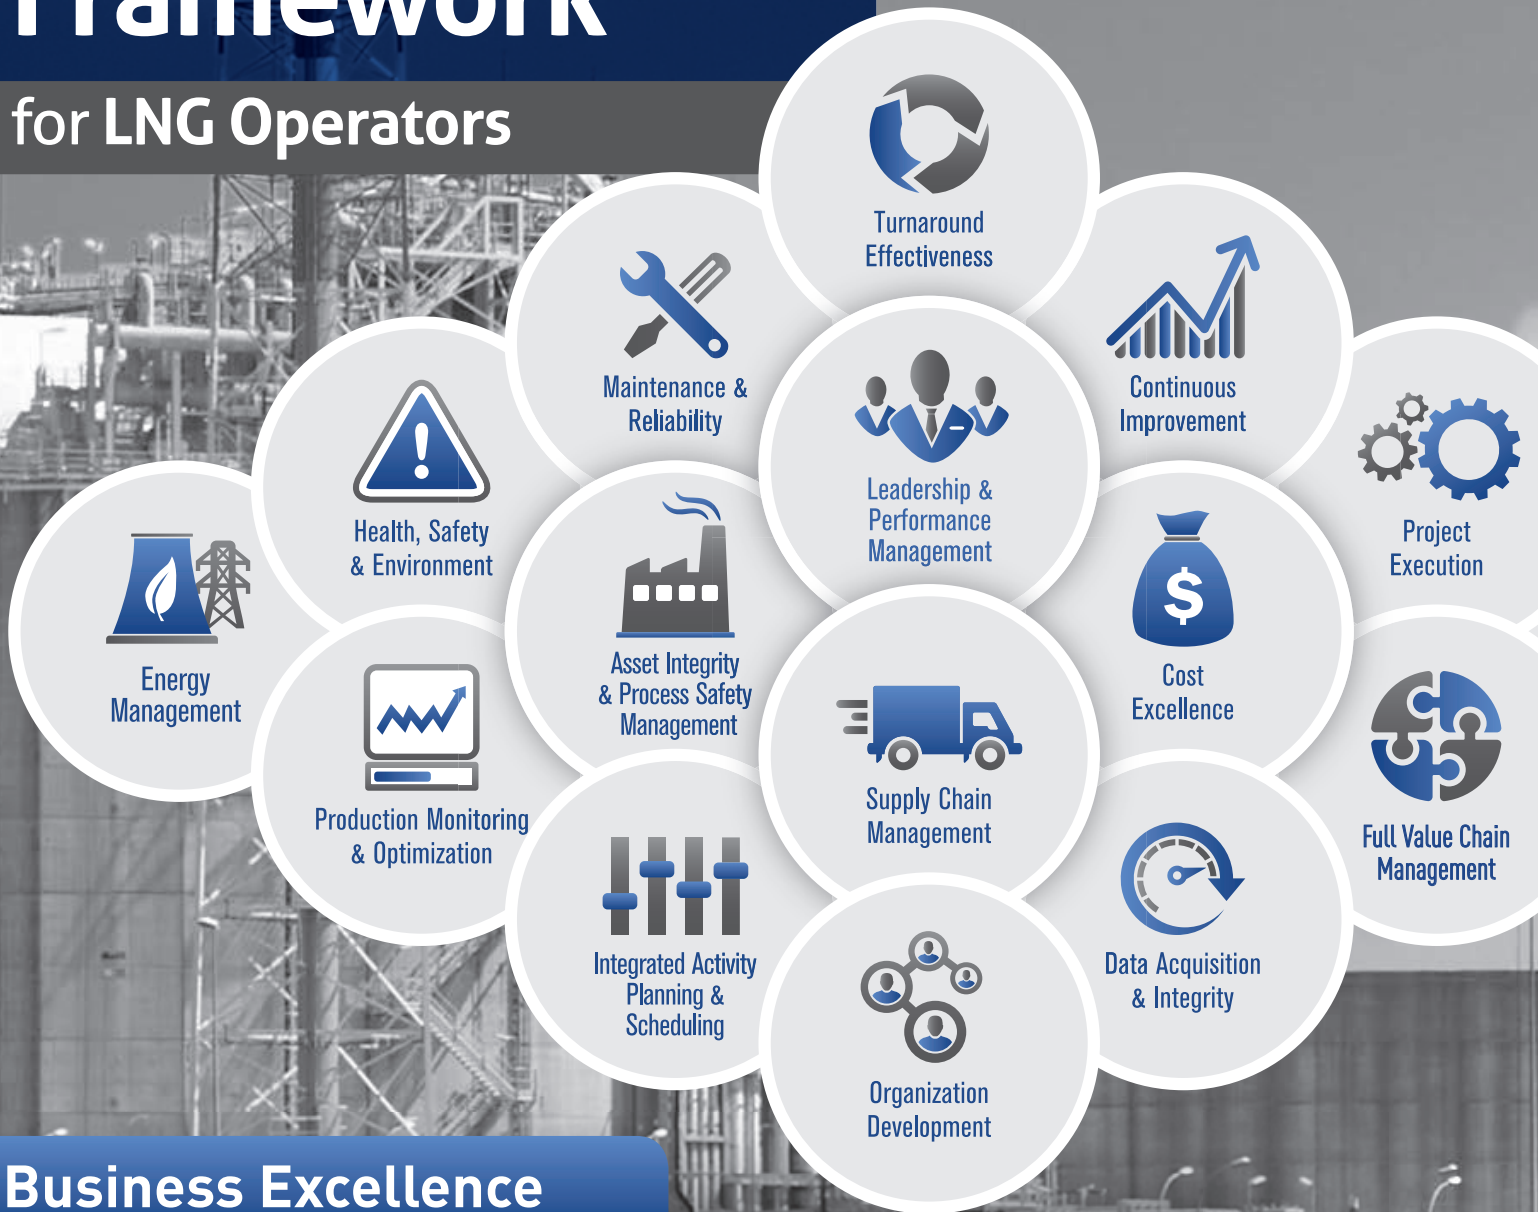 Framework
for LNG Operators
Turnaround
Effectiveness
Maintenance &
Reliability
Continuous
Improvement
Health, Safety
& Environment
Leadership &
Performance
Management
Project
Execution
Energy
Management
Asset Integrity
& Process Safety
Management
Cost
Excellence
Production Monitoring
& Optimization
Supply Chain
Management
Full Value Chain
Management
Integrated Activity
Planning &
Scheduling
Data Acquisition
& Integrity
Organization
Development
Business Excellence
$